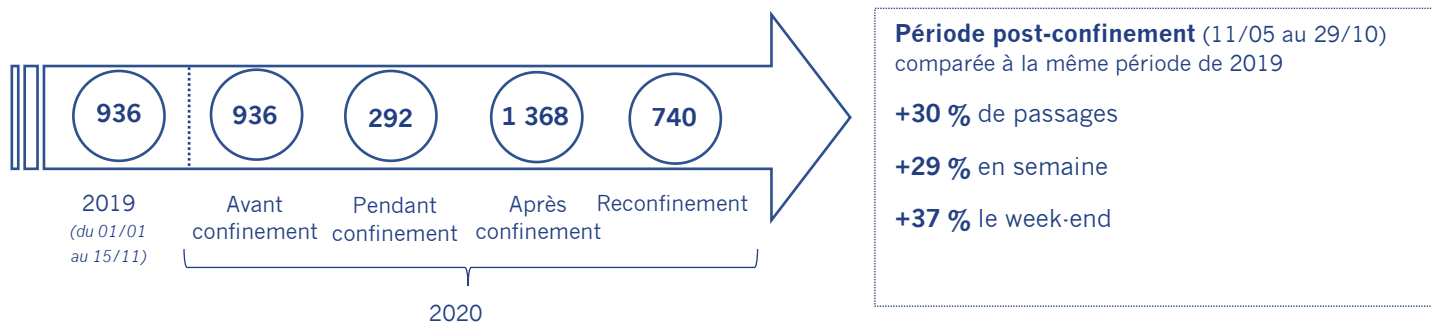 936
936
292
1 368
740
2019
(du 01/01
au 15/11)
Avant
confinement
Pendant
confinement
Après
confinement
Reconfinement
2020
Période post-confinement (11/05 au 29/10)
comparée à la même période de 2019
+30 % de passages
+29 % en semaine
+37 % le week-end